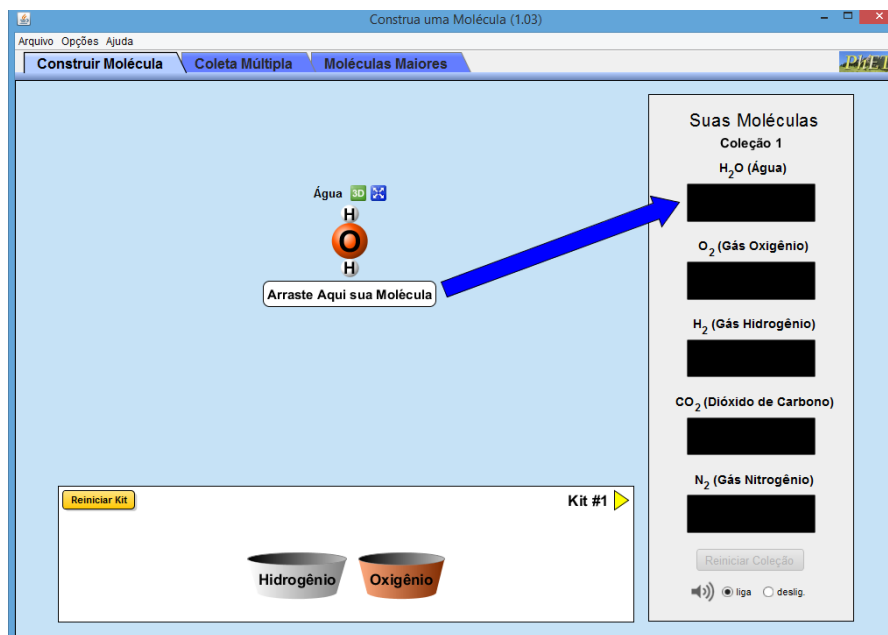 Construa uma Molécula (1.03)
Arquivo Opções Ajuda
Construir Molécula Coleta Múltipla Moléculas Maiores
PhET
Suas Moléculas
Coleção 1
H2O (Água)
O2 (Gás Oxigênio)
H2 (Gás Hidrogênio)
CO2 (Dióxido de Carbono)
N2 (Gás Nitrogênio)
Reiniciar Coleção
liga deslig.
Água 3D
H
O
H
Arraste Aqui sua Molécula
Reiniciar Kit
Kit #1
Hidrogênio Oxigênio